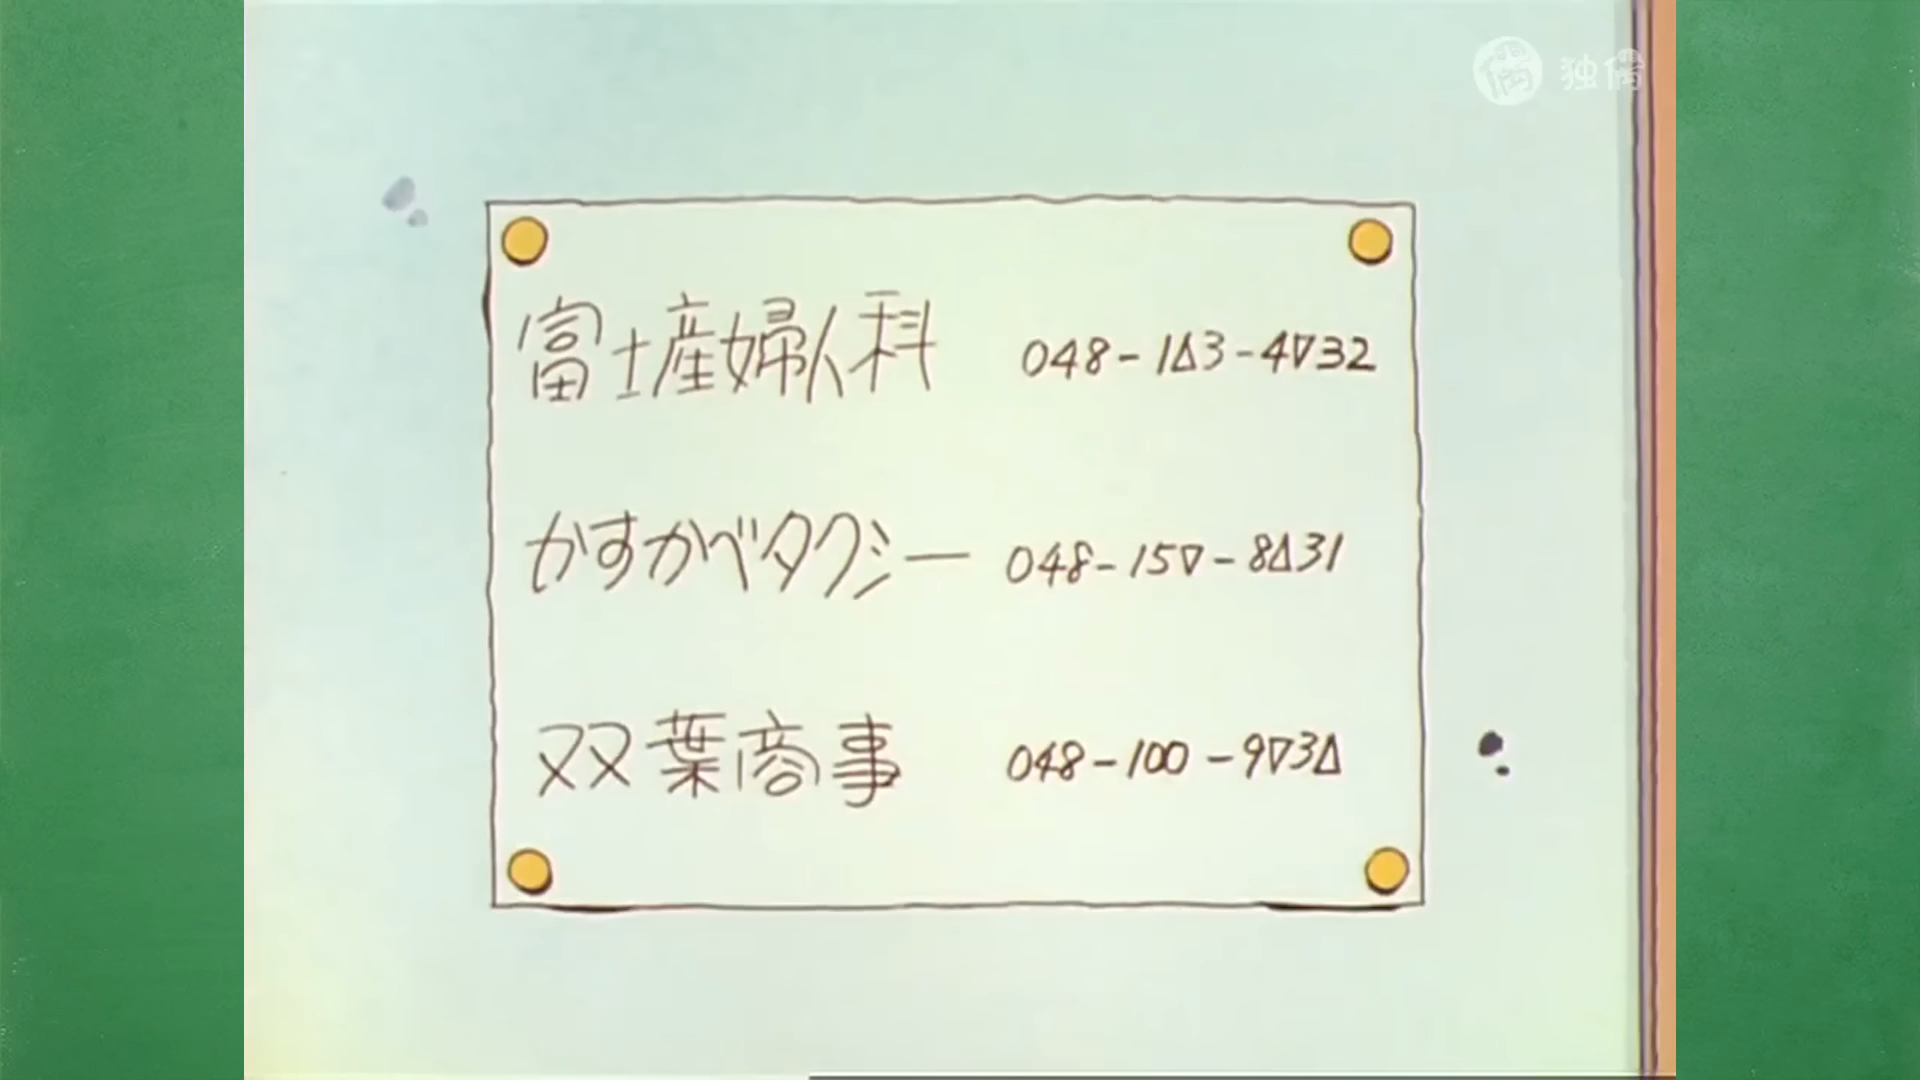 独俩
富士産婦人科 048-1△3-4▽32
かすかべタクシー 048-15▽-8△31
双葉商事 048-100-9▽3△